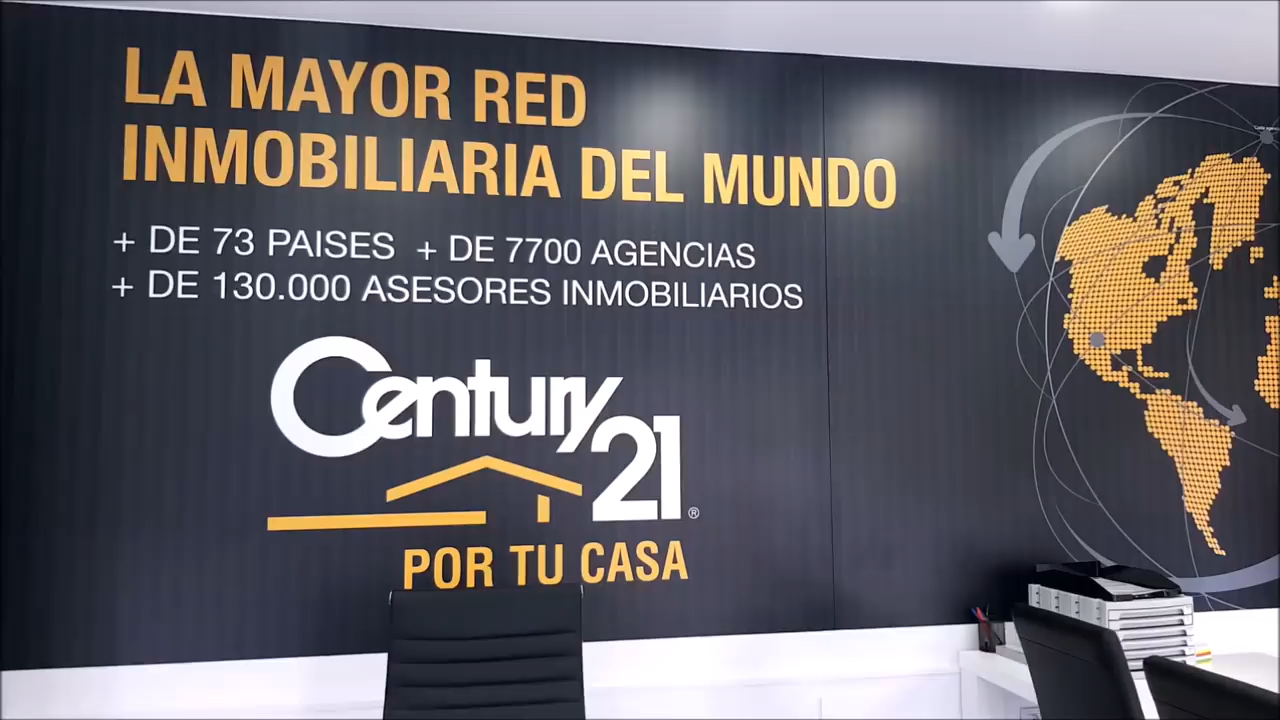 LA MAYOR RED
INMOBILIARIA DEL MUNDO
+ DE 73 PAISES + DE 7700 AGENCIAS
+ DE 130.000 ASESORES INMOBILIARIOS
Century
21®
POR TU CASA